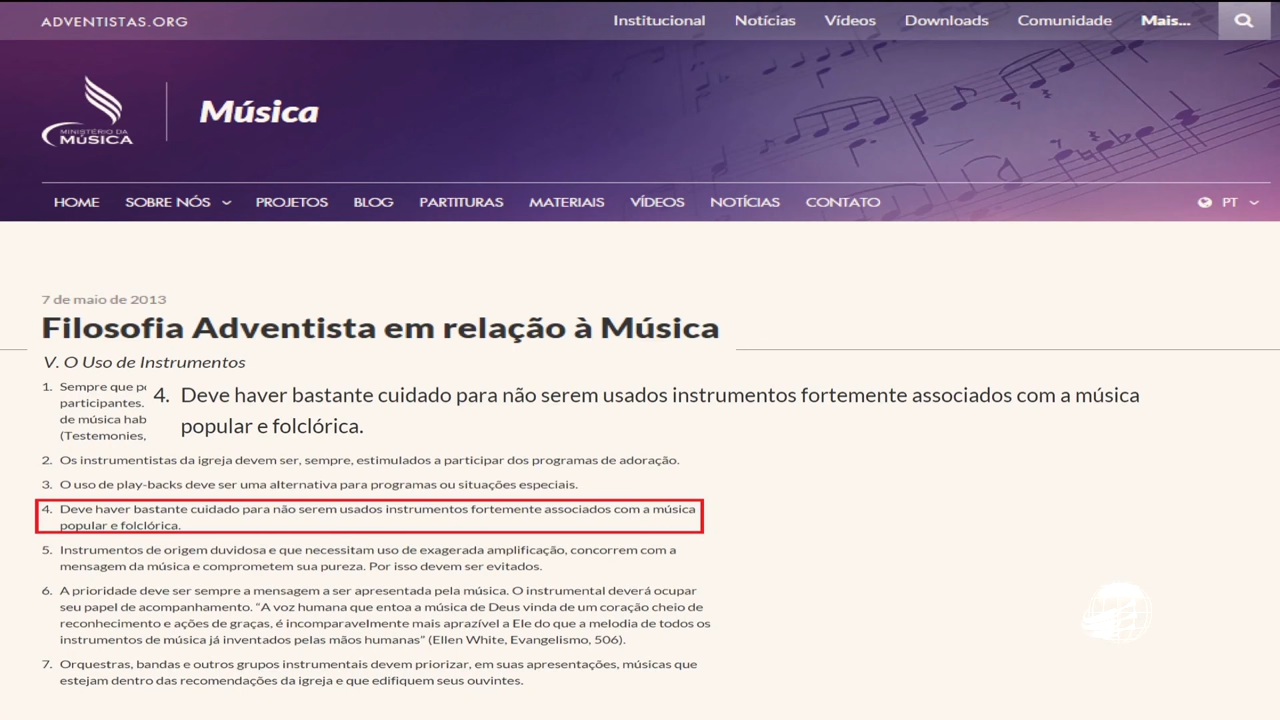 ADVENTISTAS.ORG
Institucional Notícias Vídeos Downloads Comunidade Mais...
MINISTÉRIO DA
MÚSICA
Música
HOME SOBRE NÓS PROJETOS BLOG PARTITURAS MATERIAIS VÍDEOS NOTÍCIAS CONTATO PT
7 de maio de 2013
Filosofia Adventista em relação à Música
V. O Uso de Instrumentos
1. Sempre que
participantes.
de música hab
(Testemonies,
4. Deve haver bastante cuidado para não serem usados instrumentos fortemente associados com a música
popular e folclórica.
2. Os instrumentistas da igreja devem ser, sempre, estimulados a participar dos programas de adoração.
3. O uso de play-backs deve ser uma alternativa para programas ou situações especiais.
4. Deve haver bastante cuidado para não serem usados instrumentos fortemente associados com a música
popular e folclórica.
5. Instrumentos de origem duvidosa e que necessitam uso de exagerada amplificação, concorrem com a
mensagem da música e comprometem sua pureza. Por isso devem ser evitados.
6. A prioridade deve ser sempre a mensagem a ser apresentada pela música. O instrumental deverá ocupar
seu papel de acompanhamento. “A voz humana que entoa a música de Deus vinda de um coração cheio de
reconhecimento e ações de graças, é incomparavelmente mais aprazível a Ele do que a melodia de todos os
instrumentos de música já inventados pelas mãos humanas” (Ellen White, Evangelismo, 506).
7. Orquestras, bandas e outros grupos instrumentais devem priorizar, em suas apresentações, músicas que
estejam dentro das recomendações da igreja e que edifiquem seus ouvintes.